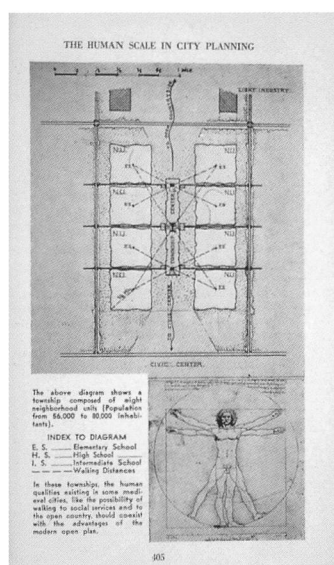 THE HUMAN SCALE IN CITY PLANNING
1 MILE
LIGHT INDUSTRY
N.U. N.U.
E.S. E.S.
N.U. N.U.
E.S. E.S.
N.U. N.U.
E.S. E.S.
N.U. N.U.
E.S. E.S.
CIVIC CENTER
The above diagram shows a
township composed of eight
neighborhood units (Population
from 56,000 to 80,000 inhabi-
tants).
INDEX TO DIAGRAM
E. S. Elementary School
H. S. High School
I. S. Intermediate School
Walking Distances
In these townships, the human
qualities existing in some medi-
eval cities, like the possibility of
walking to social services and to
the open country, should coexist
with the advantages of the
modern open plan.
405